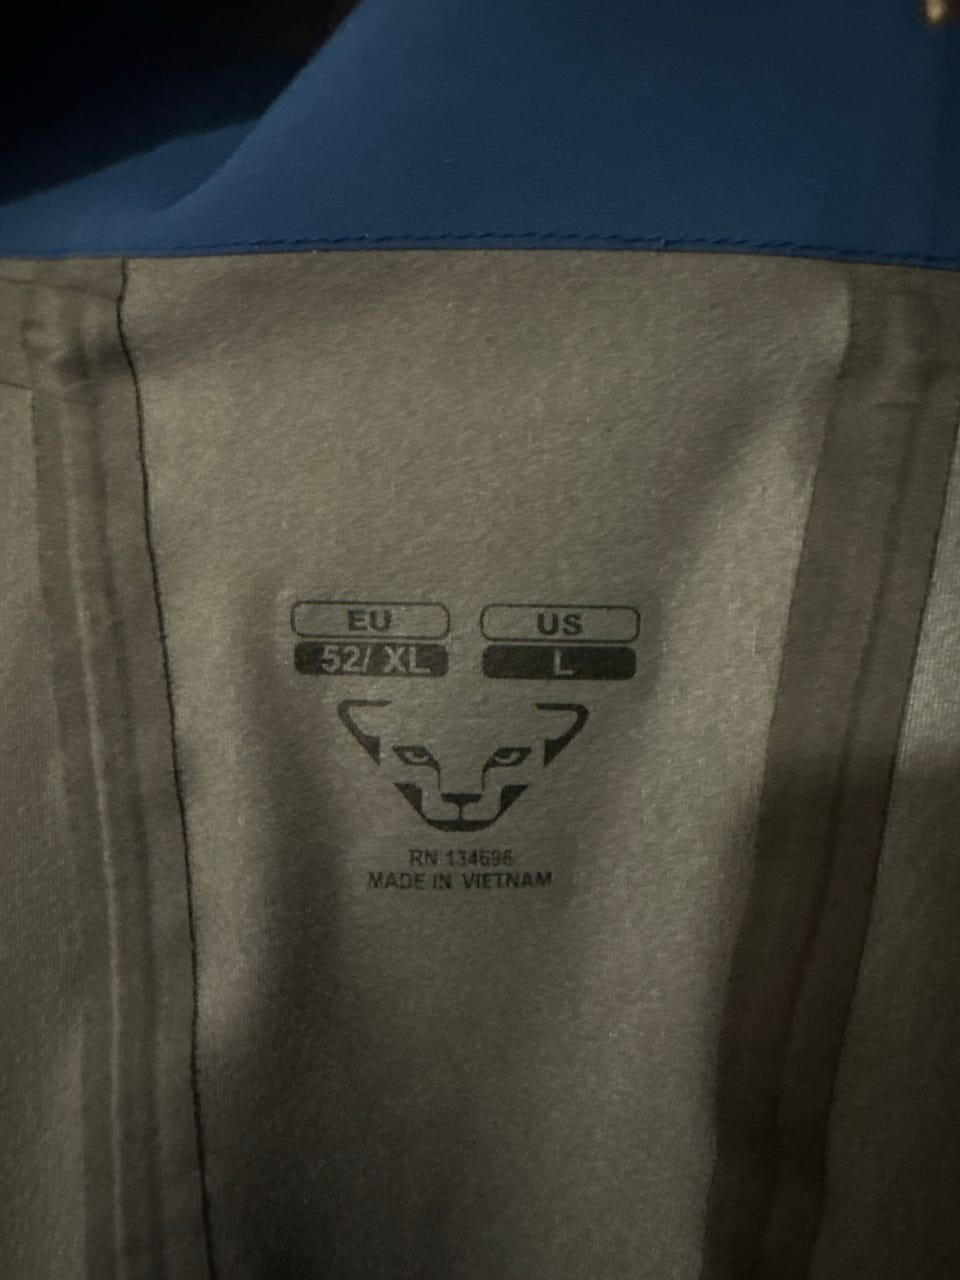 EU US
52/ XL L
RN 134696
MADE IN VIETNAM